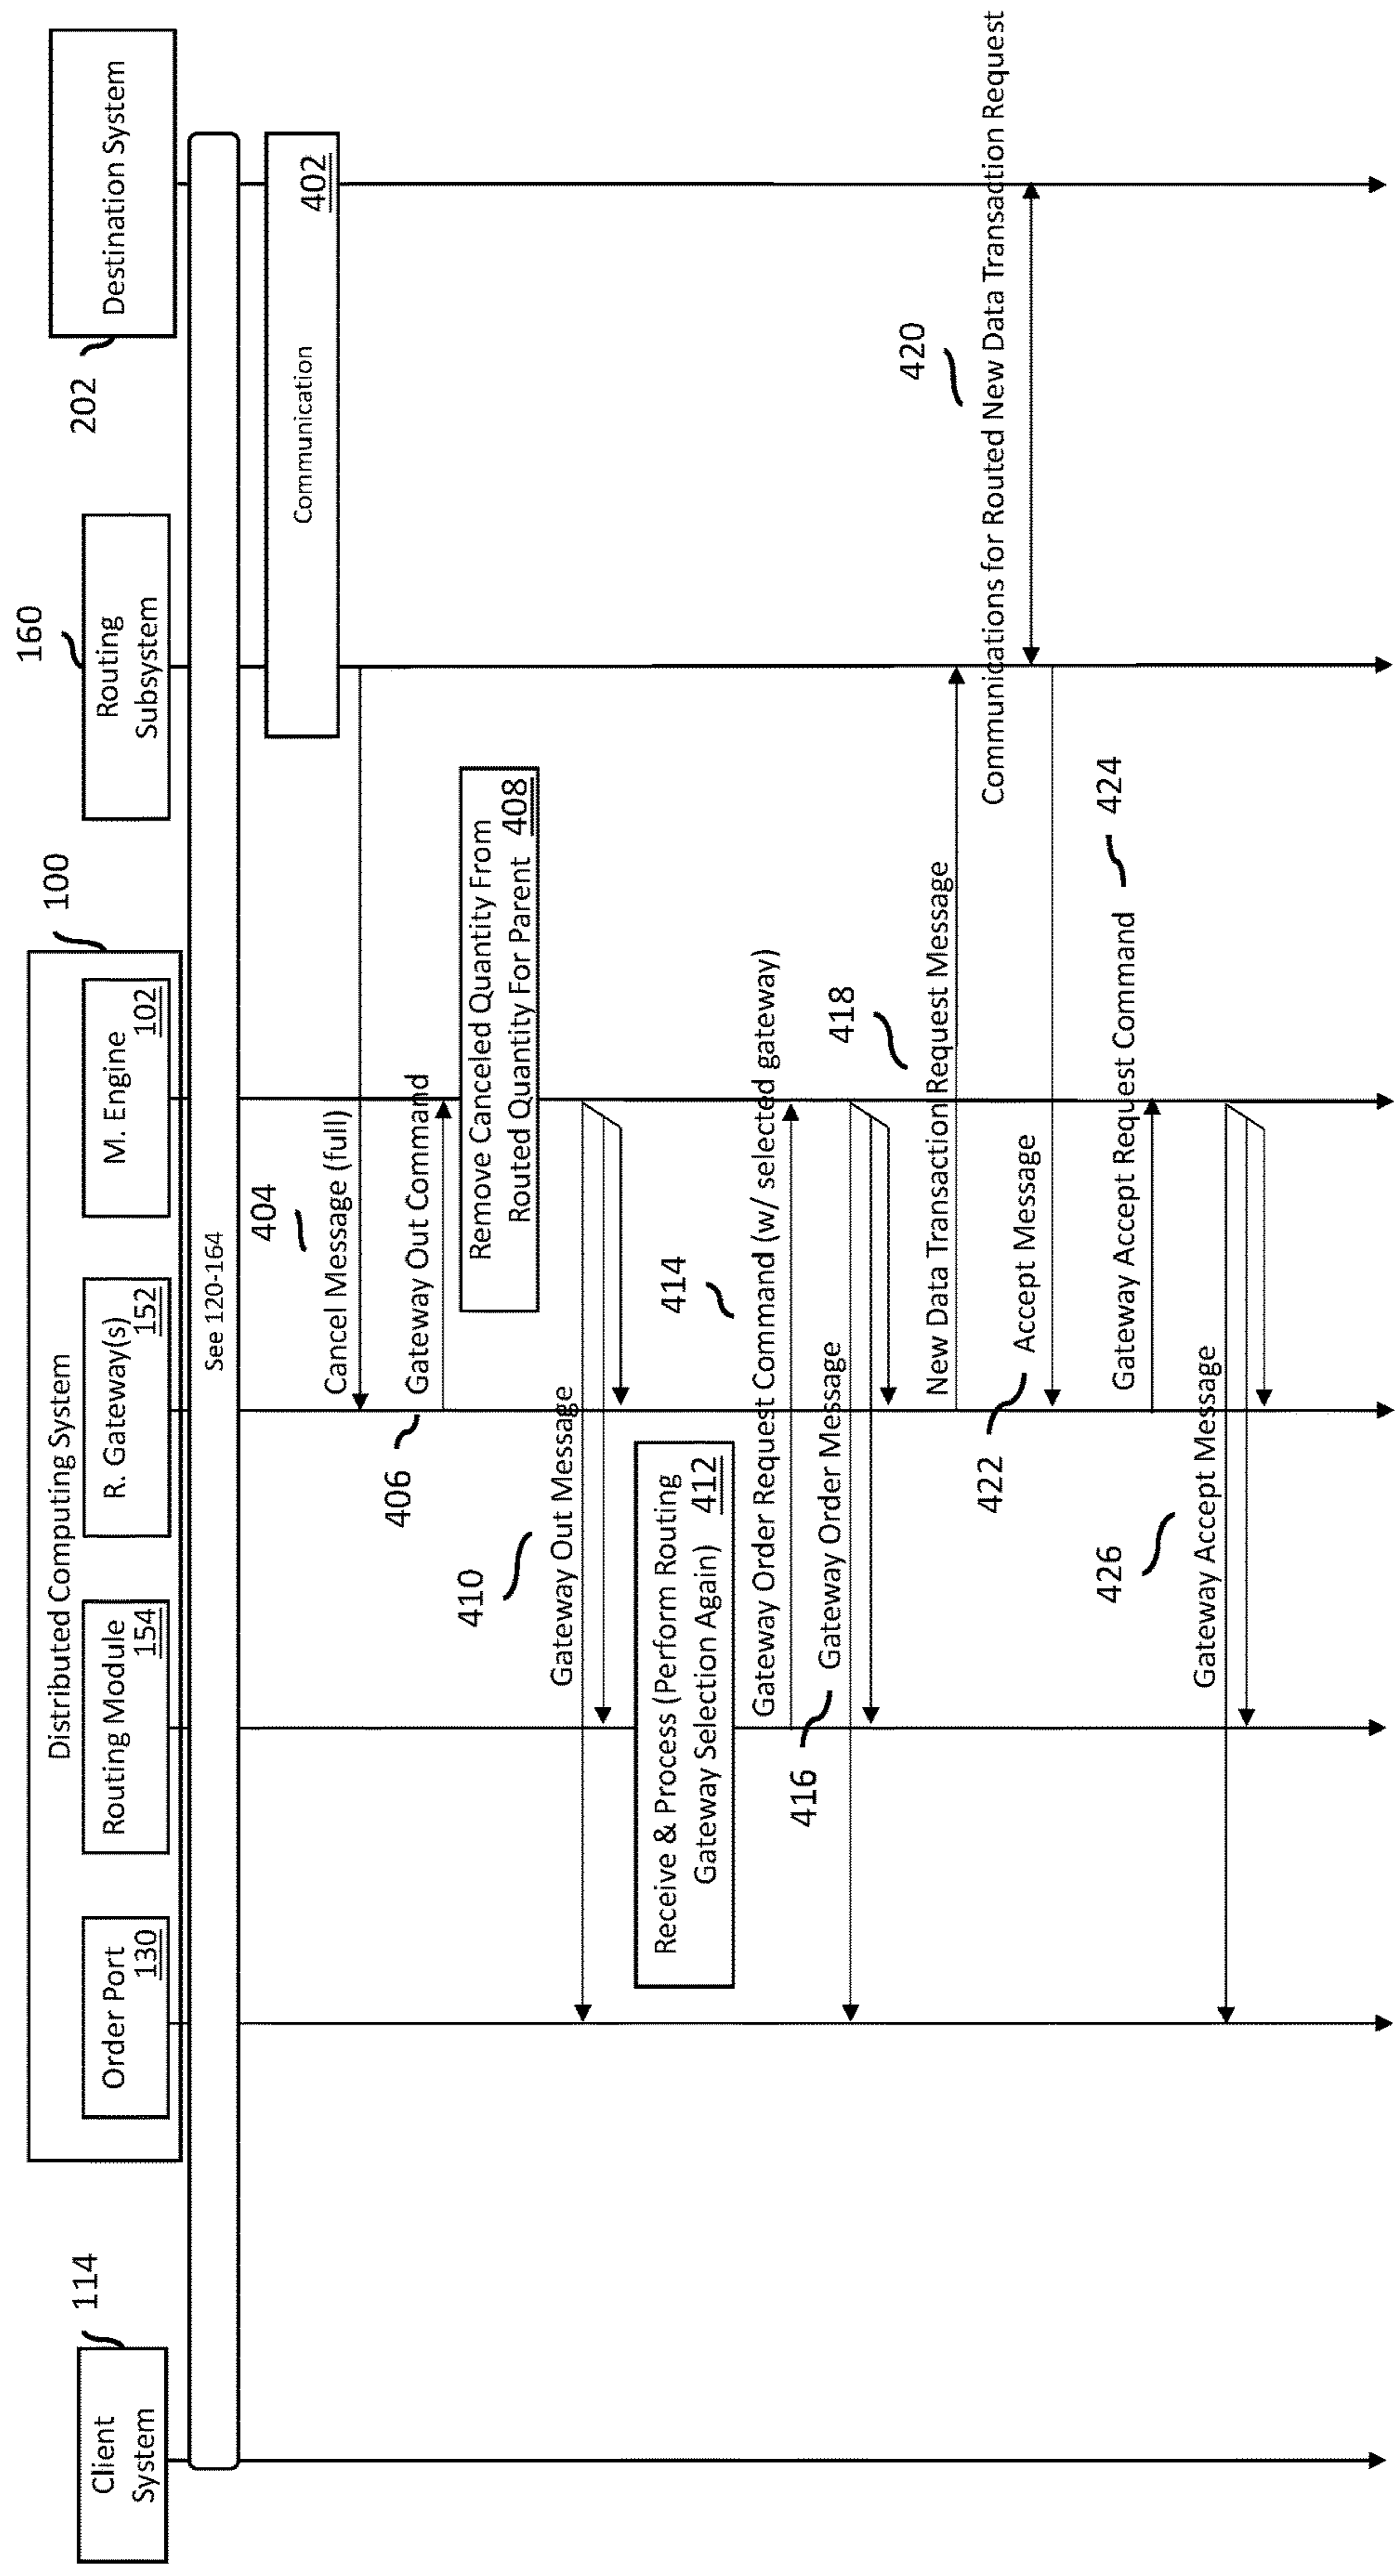 114
Client
System
Distributed Computing System
100
Order Port
130
Routing Module
154
R. Gateway(s)
152
M. Engine
102
160
Routing
Subsystem
202
Destination System
See 120-164
Communication
402
404
Cancel Message (full)
406
Gateway Out Command
Remove Canceled Quantity From
Routed Quantity For Parent 408
410
Gateway Out Message
Receive & Process (Perform Routing
Gateway Selection Again) 412
414
Gateway Order Request Command (w/ selected gateway)
416
Gateway Order Message
418
New Data Transaction Request Message
420
Communications for Routed New Data Transaction Request
422
Accept Message
424
Gateway Accept Request Command
426
Gateway Accept Message